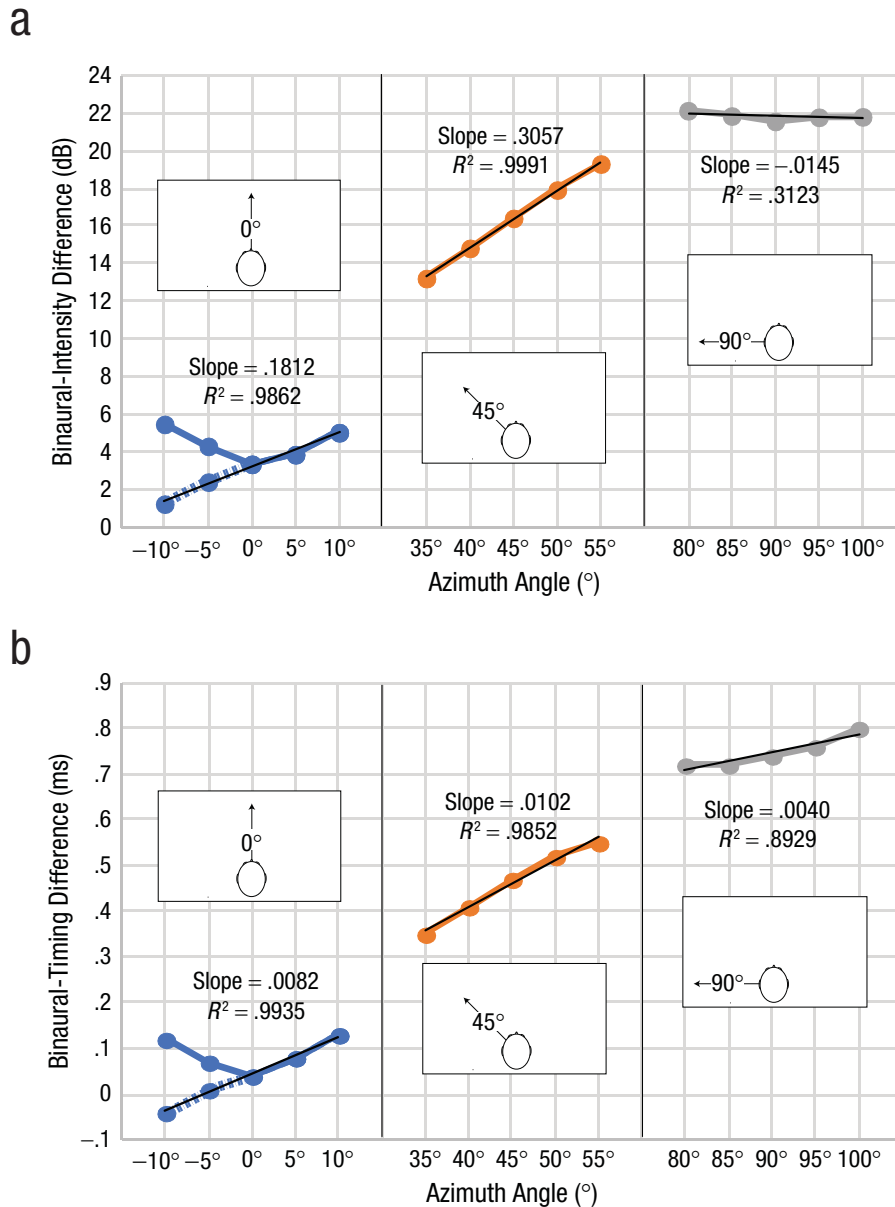 a
24
22
20
18
16
14
12
10
8
6
4
2
0
Binaural-Intensity Difference (dB)
0°
Slope = .1812
R² = .9862
Slope = .3057
R² = .9991
45°
Slope = –.0145
R² = .3123
90°
–10° –5° 0° 5° 10° 35° 40° 45° 50° 55° 80° 85° 90° 95° 100°
Azimuth Angle (°)
b
.9
.8
.7
.6
.5
.4
.3
.2
.1
0
–.1
Binaural-Timing Difference (ms)
0°
Slope = .0082
R² = .9935
Slope = .0102
R² = .9852
45°
Slope = .0040
R² = .8929
90°
–10° –5° 0° 5° 10° 35° 40° 45° 50° 55° 80° 85° 90° 95° 100°
Azimuth Angle (°)